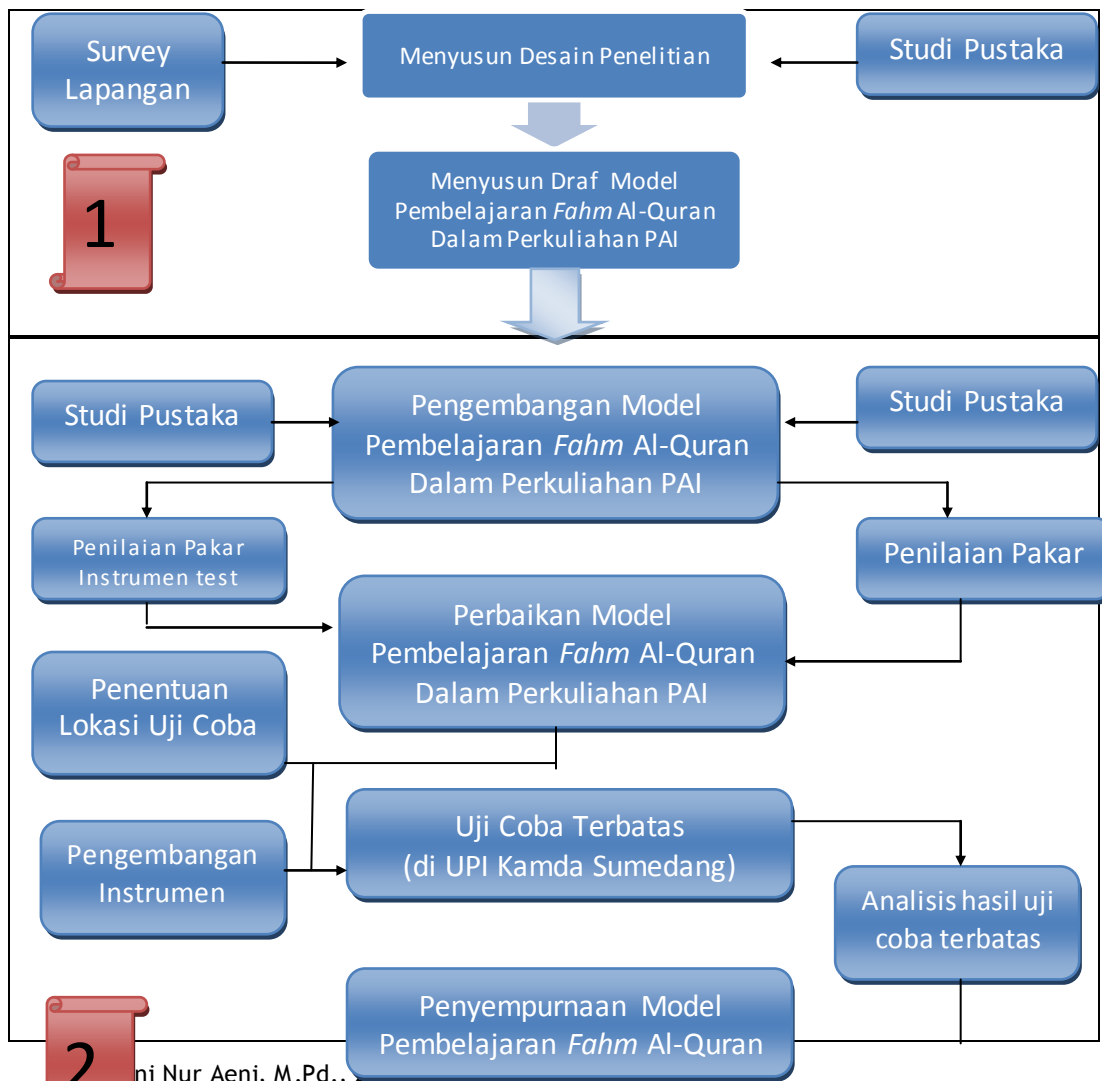 Survey
Lapangan
Menyusun Desain Penelitian
Studi Pustaka
1
Menyusun Draf Model
Pembelajaran Fahm Al-Quran
Dalam Perkuliahan PAI
Studi Pustaka
Pengembangan Model
Pembelajaran Fahm Al-Quran
Dalam Perkuliahan PAI
Studi Pustaka
Penilaian Pakar
Instrumen test
Penilaian Pakar
Perbaikan Model
Pembelajaran Fahm Al-Quran
Dalam Perkuliahan PAI
Penentuan
Lokasi Uji Coba
Uji Coba Terbatas
(di UPI Kamda Sumedang)
Pengembangan
Instrumen
Analisis hasil uji
coba terbatas
Penyempurnaan Model
Pembelajaran Fahm Al-Quran
2
Nur Aeni, M.Pd.,